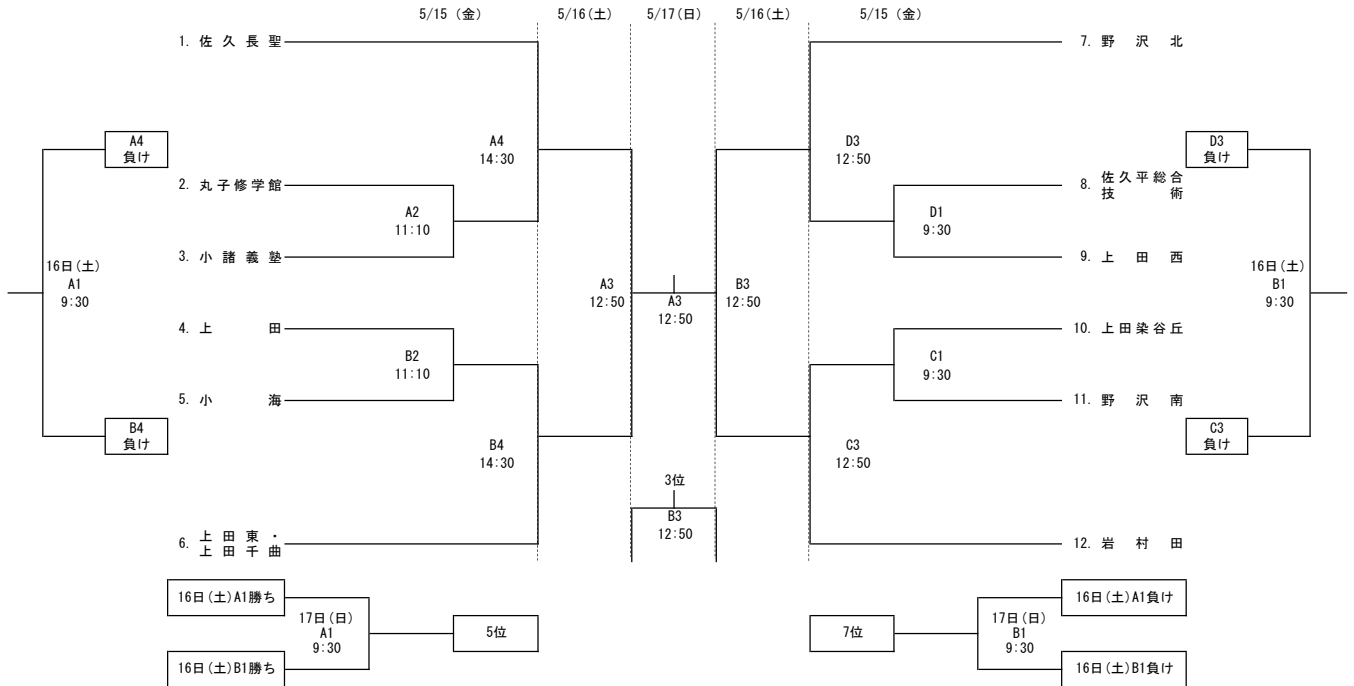 5/15 (金) 5/16(土) 5/17(日) 5/16(土) 5/15 (金)
1. 佐久長聖
7. 野沢北
A4
負け
A4
14:30
D3
12:50
D3
負け
2. 丸子修学館
8. 佐久平総合
技術
A2
11:10
D1
9:30
3. 小諸義塾
9. 上田西
16日(土)
A1
9:30
A3
12:50
A3
12:50
B3
12:50
16日(土)
B1
9:30
4. 上田
10. 上田染谷丘
B2
11:10
C1
9:30
5. 小海
11. 野沢南
B4
負け
B4
14:30
C3
12:50
C3
負け
3位
B3
12:50
6. 上田東・
上田千曲
12. 岩村田
16日(土)A1勝ち
17日(日)
A1
9:30
5位
16日(土)B1勝ち
7位
17日(日)
B1
9:30
16日(土)A1負け
16日(土)B1負け